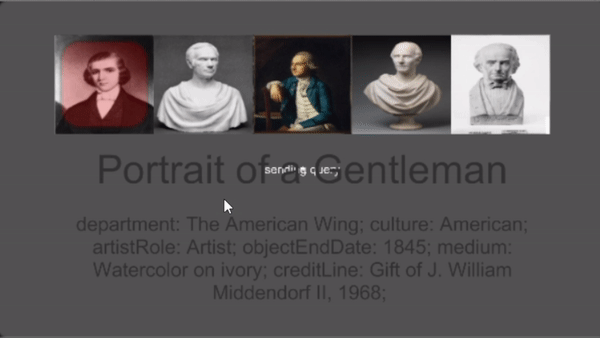 Portrait of a Gentleman
sending query
department: The American Wing; culture: American;
artistRole: Artist; objectEndDate: 1845; medium:
Watercolor on ivory; creditLine: Gift of J. William
Middendorf II, 1968;